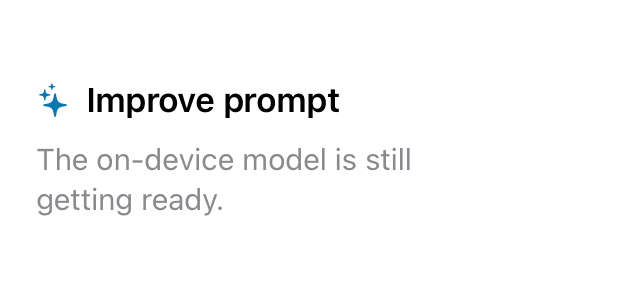 Improve prompt
The on-device model is still
getting ready.